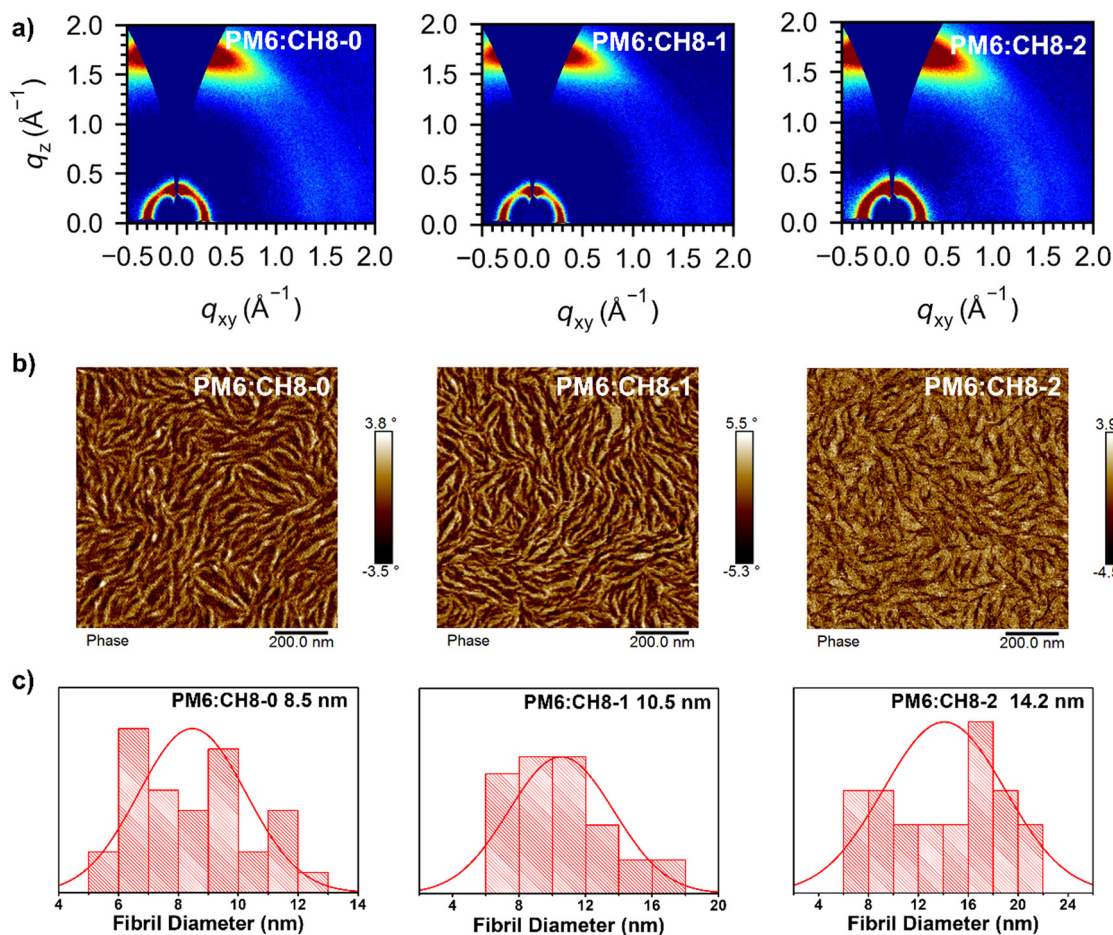 a)
PM6:CH8-0
PM6:CH8-1
PM6:CH8-2
2.0
1.5
1.0
0.5
0.0
qz (Å−1)
−0.5 0.0 0.5 1.0 1.5 2.0
−0.5 0.0 0.5 1.0 1.5 2.0
−0.5 0.0 0.5 1.0 1.5 2.0
2.0
1.5
1.0
0.5
0.0
2.0
1.5
1.0
0.5
0.0
qxy (Å−1)
qxy (Å−1)
qxy (Å−1)
b)
PM6:CH8-0
3.8 °
-3.5 °
Phase
200.0 nm
PM6:CH8-1
5.5 °
-5.3 °
Phase
200.0 nm
PM6:CH8-2
3.9
-4.5
Phase
200.0 nm
c)
PM6:CH8-0 8.5 nm
4 6 8 10 12 14
Fibril Diameter (nm)
PM6:CH8-1 10.5 nm
4 8 12 16 20
Fibril Diameter (nm)
PM6:CH8-2 14.2 nm
4 8 12 16 20 24
Fibril Diameter (nm)